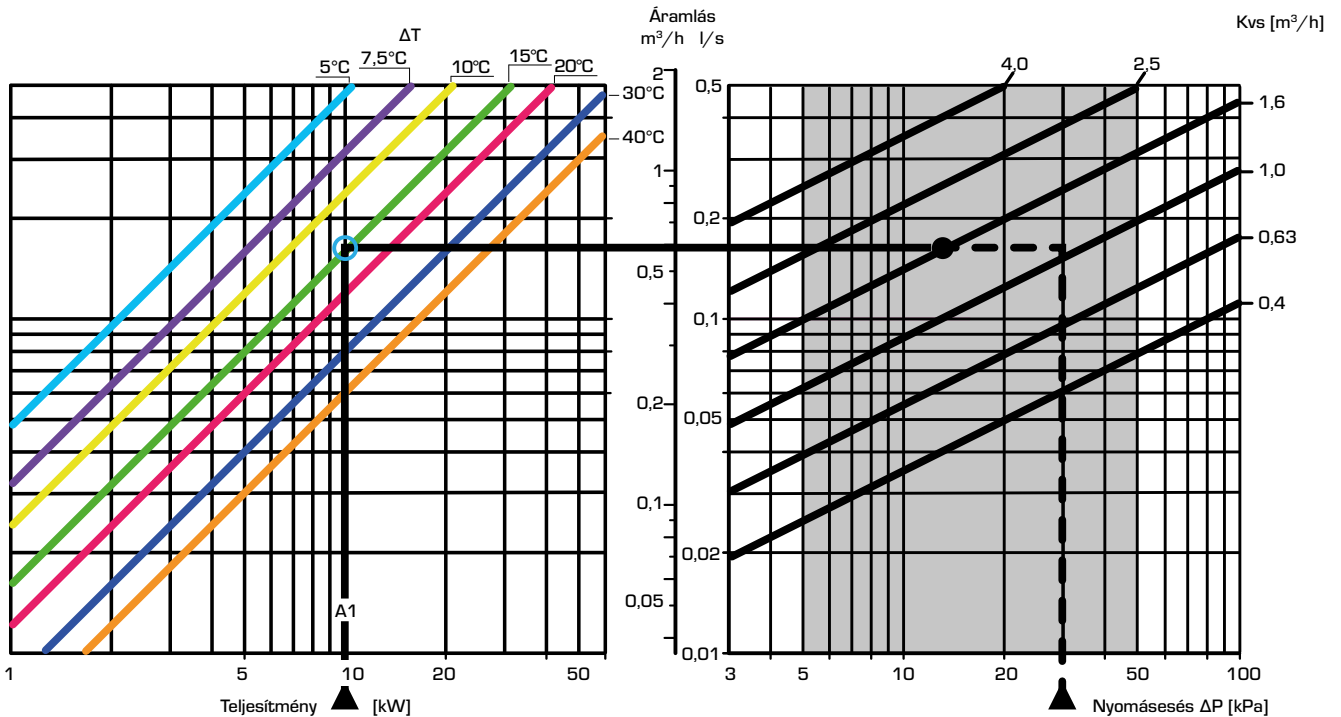 Áramlás
m³/h l/s
Kvs [m³/h]
ΔT
5°C
7,5°C
10°C
15°C
20°C
30°C
40°C
2
1
0,5
0,2
0,1
0,05
0,5
0,2
0,1
0,05
0,02
0,01
4,0
2,5
1,6
1,0
0,63
0,4
A1
1 5 10 20 50
3 5 10 20 50 100
Teljesítmény [kW]
Nyomásesés ΔP [kPa]